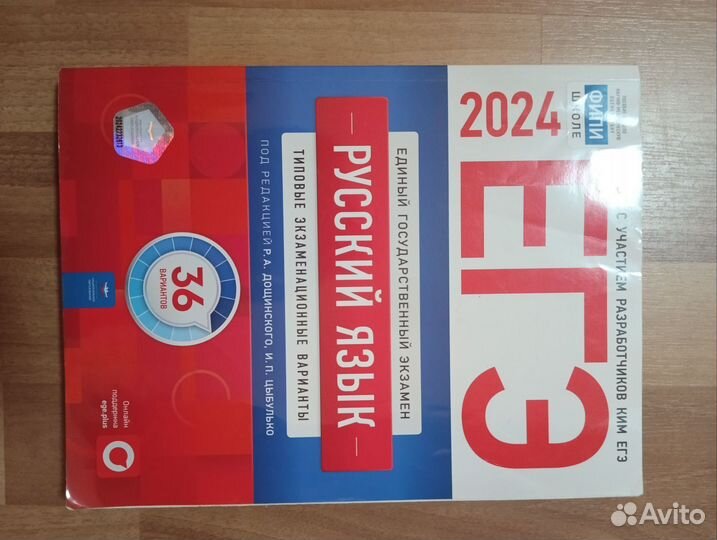 С УЧАСТИЕМ РАЗРАБОТЧИКОВ КИМ ЕГЭ
ФИПИ
ШКОЛЕ
2024
ЕГЭ
ЕДИНЫЙ ГОСУДАРСТВЕННЫЙ ЭКЗАМЕН
РУССКИЙ ЯЗЫК
ТИПОВЫЕ ЭКЗАМЕНАЦИОННЫЕ ВАРИАНТЫ
ПОД РЕДАКЦИЕЙ Р.А. ДОЩИНСКОГО, И.П. ЦЫБУЛЬКО
36
ВАРИАНТОВ
Онлайн
поддержка
ege.plus
Avito